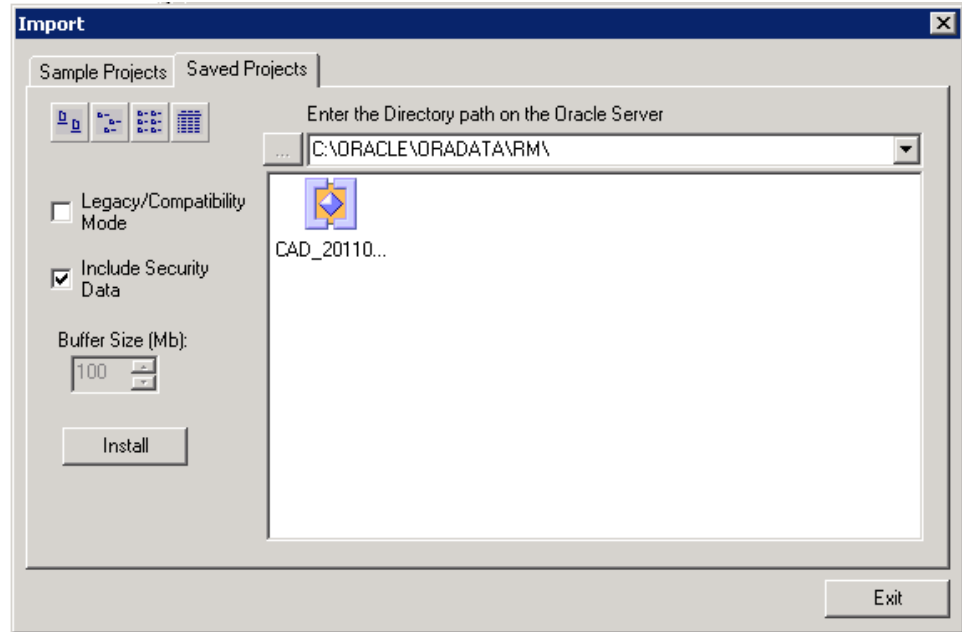 Import
Sample Projects
Saved Projects
Enter the Directory path on the Oracle Server
...
C:\ORACLE\ORADATA\RM\
Legacy/Compatibility
Mode
Include Security
Data
Buffer Size (Mb):
100
Install
CAD_20110...
Exit